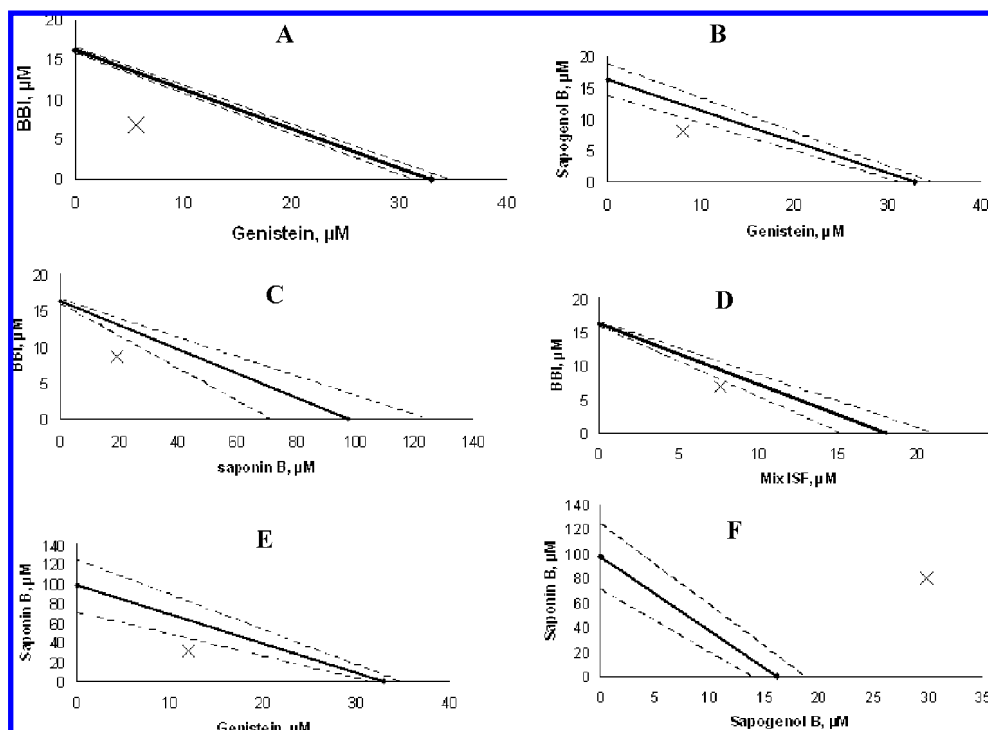 A
BBI, µM
20
15
10
5
0
0 10 20 30 40
Genistein, µM
B
Sapogenol B, µM
20
15
10
5
0
0 10 20 30 40
Genistein, µM
C
BBI, µM
20
15
10
5
0
0 20 40 60 80 100 120 140
saponin B, µM
D
BBI, µM
20
15
10
5
0
0 5 10 15 20
Mix ISF, µM
E
Saponin B, µM
140
120
100
80
60
40
20
0
0 10 20 30 40
Genistein, µM
F
Saponin B, µM
140
120
100
80
60
40
20
0
0 5 10 15 20 25 30 35
Sapogenol B, µM